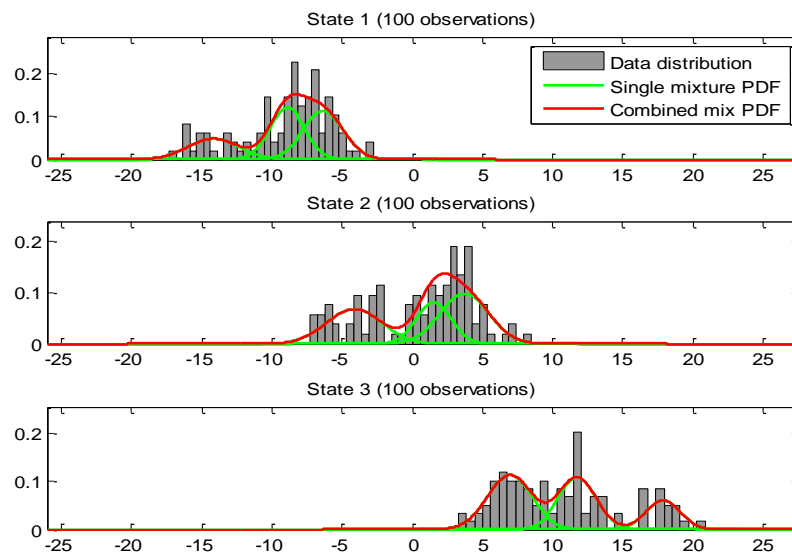 State 1 (100 observations)
0.2
0.1
0
Data distribution
Single mixture PDF
Combined mix PDF
-25 -20 -15 -10 -5 0 5 10 15 20 25
State 2 (100 observations)
0.2
0.1
0
-25 -20 -15 -10 -5 0 5 10 15 20 25
State 3 (100 observations)
0.2
0.1
0
-25 -20 -15 -10 -5 0 5 10 15 20 25